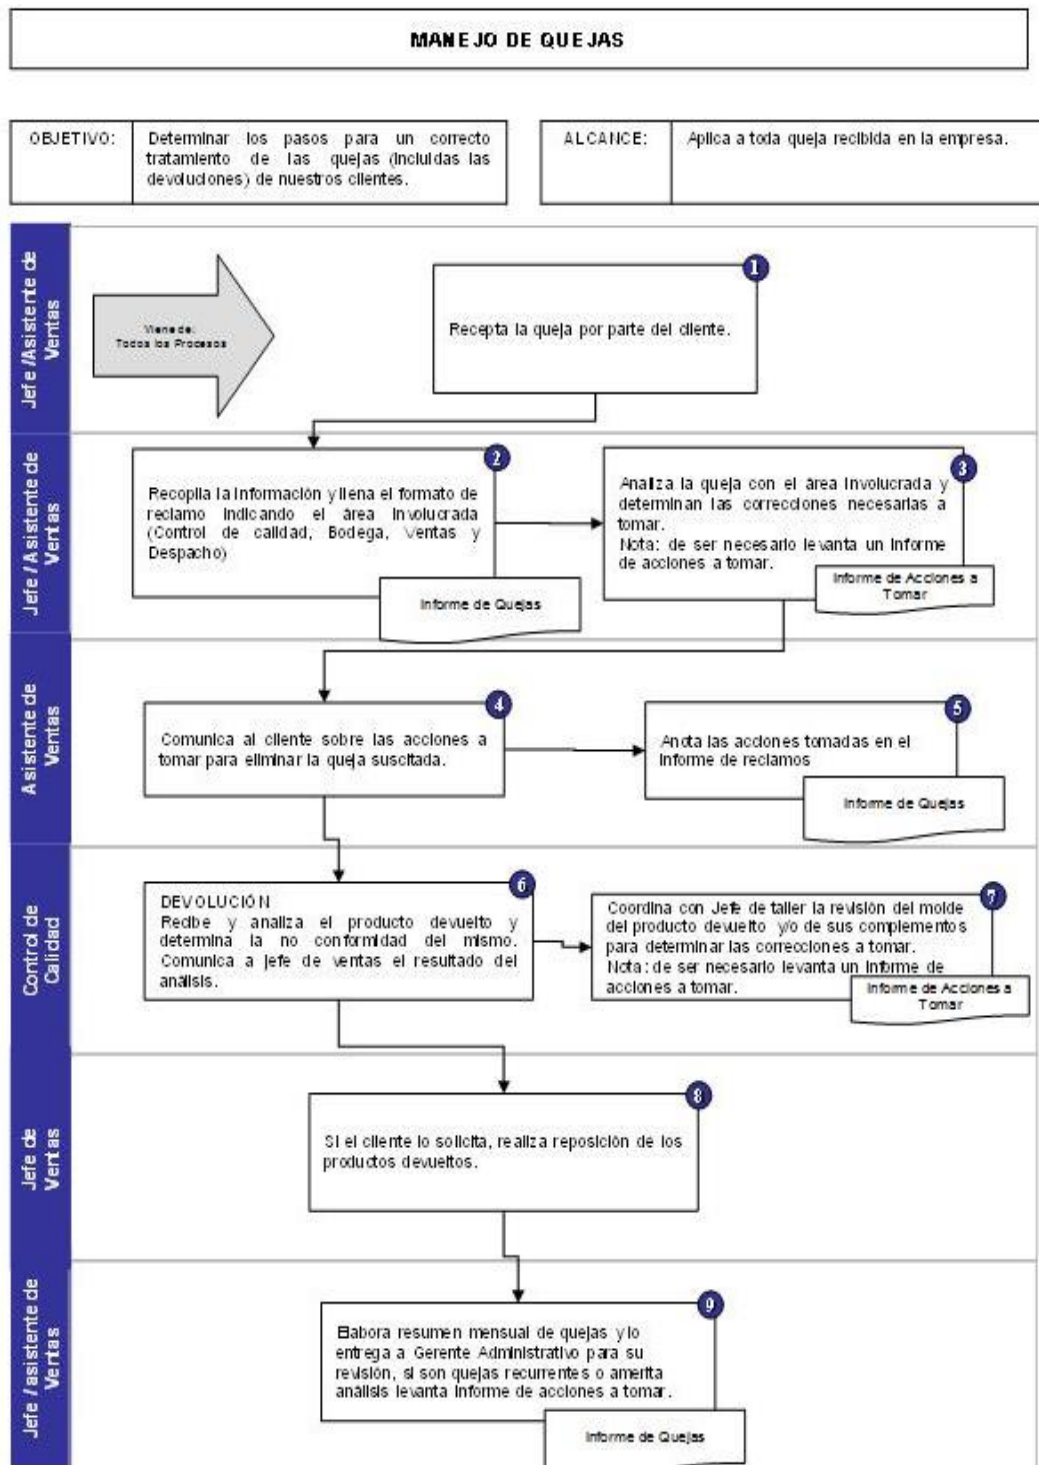 MANEJO DE QUEJAS
OBJETIVO:
Determinar los pasos para un correcto
tratamiento de las quejas (incluidas las
devoluciones) de nuestros clientes.
ALCANCE:
Aplica a toda queja recibida en la empresa.
Jefe /Asistente de
Ventas
Viene de:
Todos los Procesos
1
Recepta la queja por parte del cliente.
Jefe / Asistente de
Ventas
2
Recopila la información y llena el formato de
reclamo indicando el área involucrada
(Control de calidad, Bodega, Ventas y
Despacho)
Informe de Quejas
3
Analiza la queja con el área involucrada y
determinan las correcciones necesarias a
tomar.
Nota: de ser necesario levanta un informe
de acciones a tomar.
Informe de Acciones a
Tomar
Asistente de
Ventas
4
Comunica al cliente sobre las acciones a
tomar para eliminar la queja suscitada.
5
Anota las acciones tomadas en el
informe de reclamos
Informe de Quejas
Control de
Calidad
6
DEVOLUCIÓN
Recibe y analiza el producto devuelto y
determina la no conformidad del mismo.
Comunica a jefe de ventas el resultado del
análisis.
7
Coordina con Jefe de taller la revisión del molde
del producto devuelto y/o de sus complementos
para determinar las correcciones a tomar.
Nota: de ser necesario levanta un informe de
acciones a tomar.
Informe de Acciones a
Tomar
Jefe de
Ventas
8
Si el cliente lo solicita, realiza reposición de los
productos devueltos.
Jefe / asistente de
Ventas
9
Elabora resumen mensual de quejas y lo
entrega a Gerente Administrativo para su
revisión, si son quejas recurrentes o amerita
análisis levanta informe de acciones a tomar.
Informe de Quejas